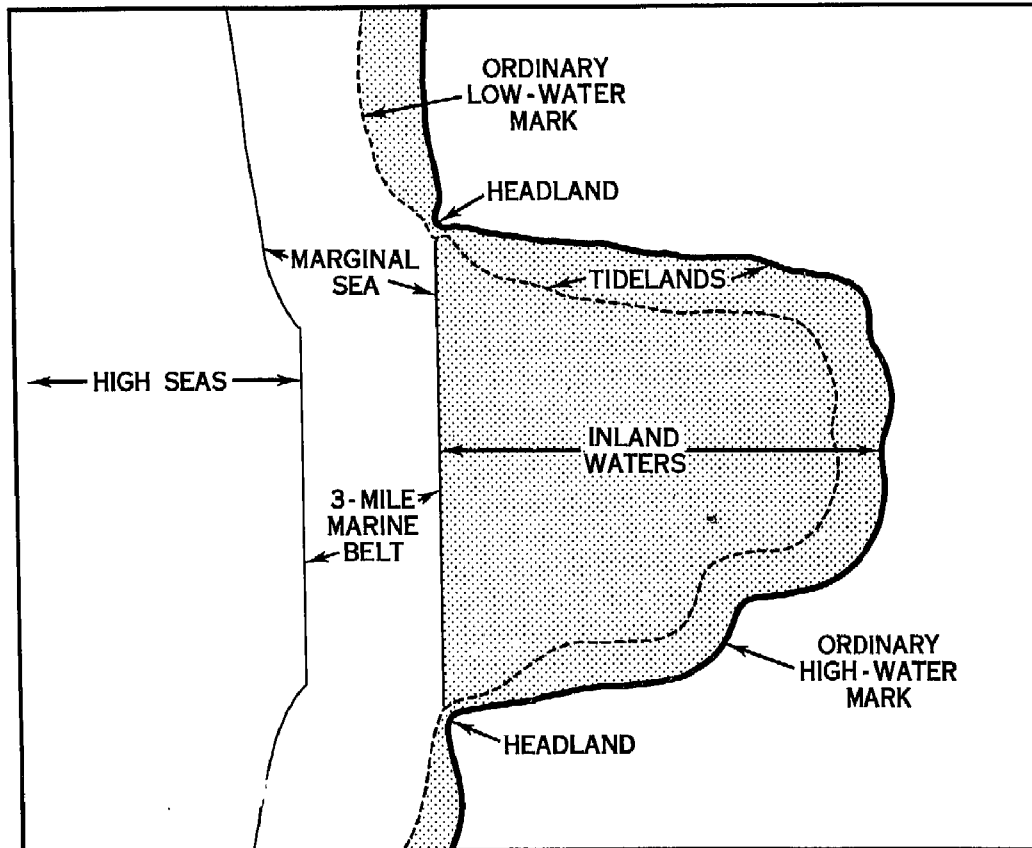 ORDINARY
LOW-WATER
MARK
HEADLAND
MARGINAL
SEA
TIDELANDS
HIGH SEAS
INLAND
WATERS
3-MILE
MARINE
BELT
ORDINARY
HIGH-WATER
MARK
HEADLAND